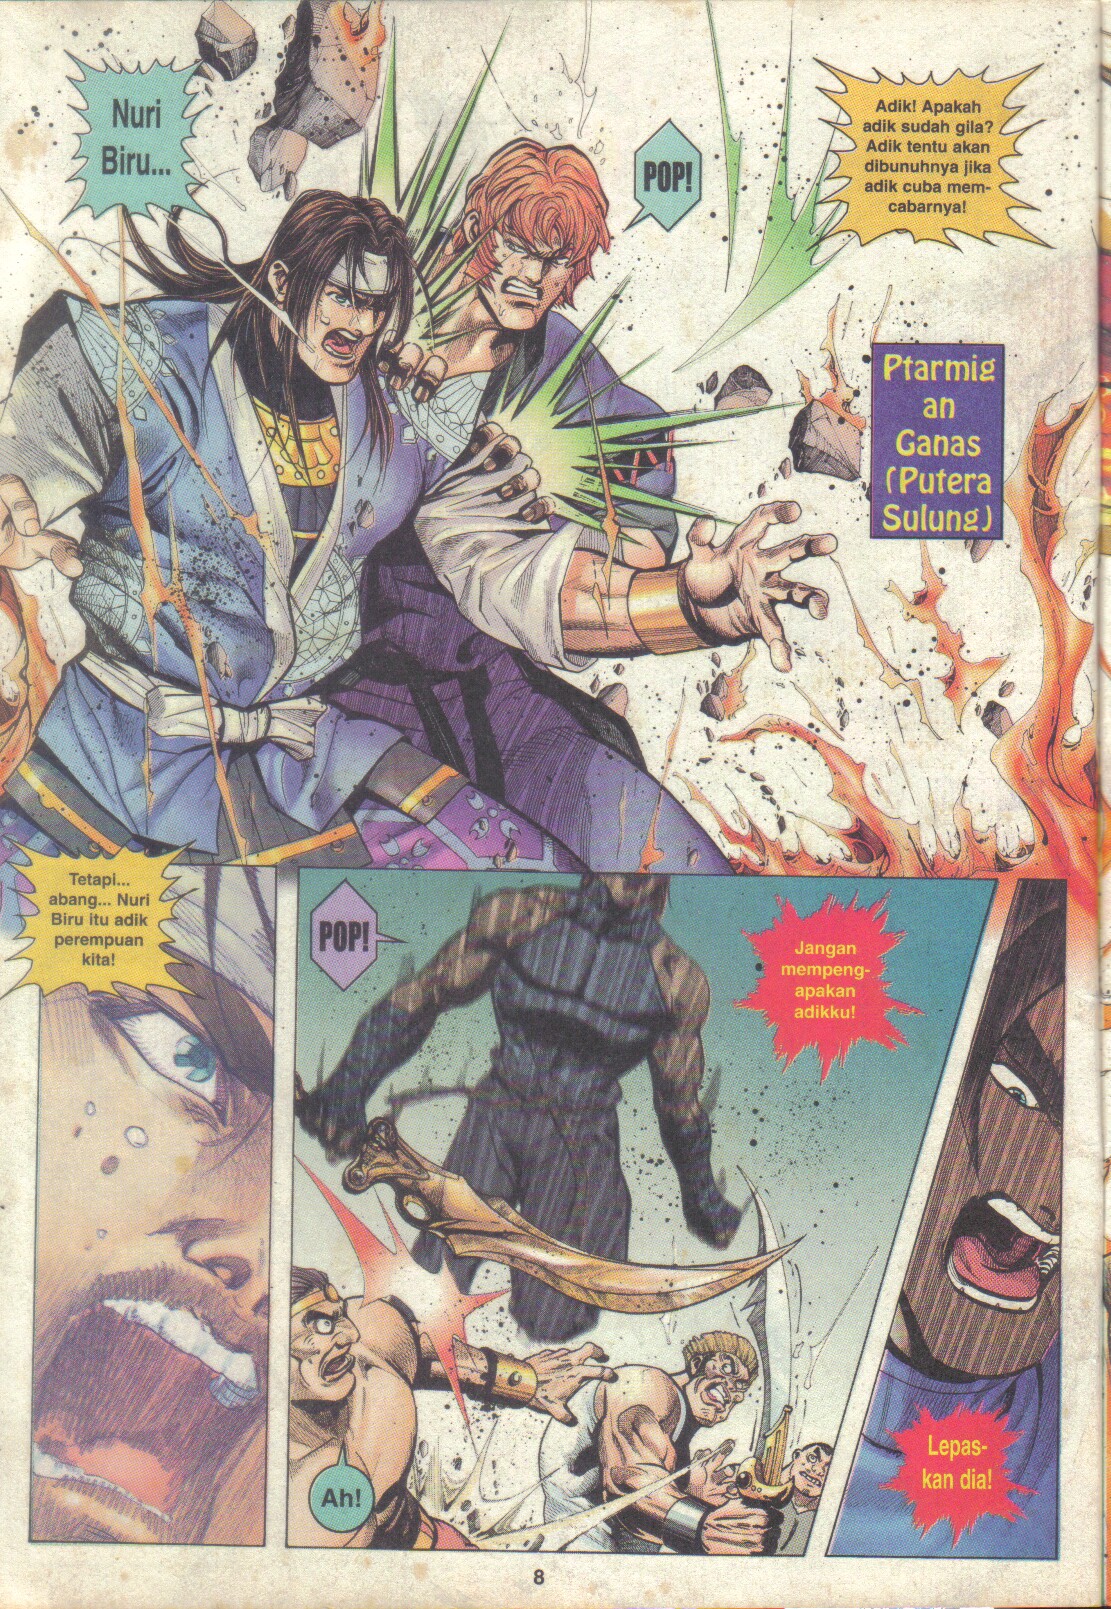 Nuri
Biru...
POP!
Adik! Apakah
adik sudah gila?
Adik tentu akan
dibunuhnya jika
adik cuba mem-
cabarnya!
Ptarmig
an
Ganas
(Putera
Sulung)
Tetapi...
abang... Nuri
Biru itu adik
perempuan
kita!
POP!
Jangan
mempeng-
apakan
adikku!
Ah!
Lepas-
kan dia!
8